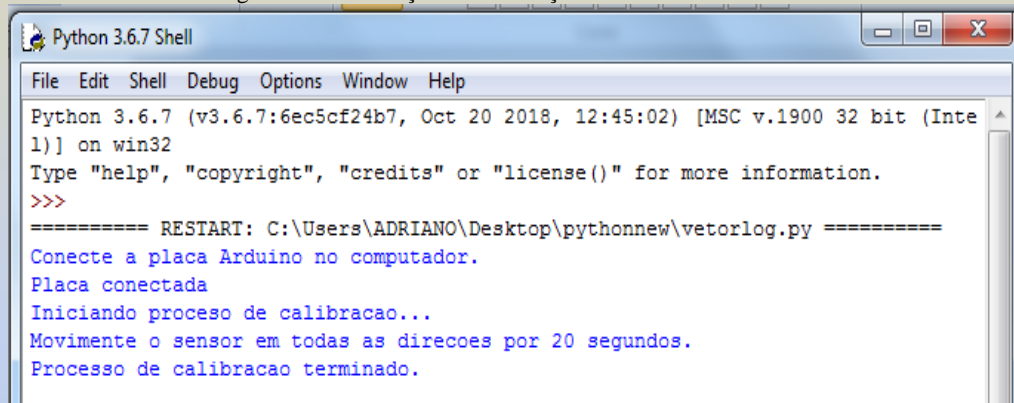 Python 3.6.7 Shell
File Edit Shell Debug Options Window Help
Python 3.6.7 (v3.6.7:6ec5cf24b7, Oct 20 2018, 12:45:02) [MSC v.1900 32 bit (Inte
l)] on win32
Type "help", "copyright", "credits" or "license()" for more information.
>>>
========== RESTART: C:\Users\ADRIANO\Desktop\pythonnew\vetorlog.py ==========
Conecte a placa Arduino no computador.
Placa conectada
Iniciando proceso de calibracao...
Movimente o sensor em todas as direcoes por 20 segundos.
Processo de calibracao terminado.